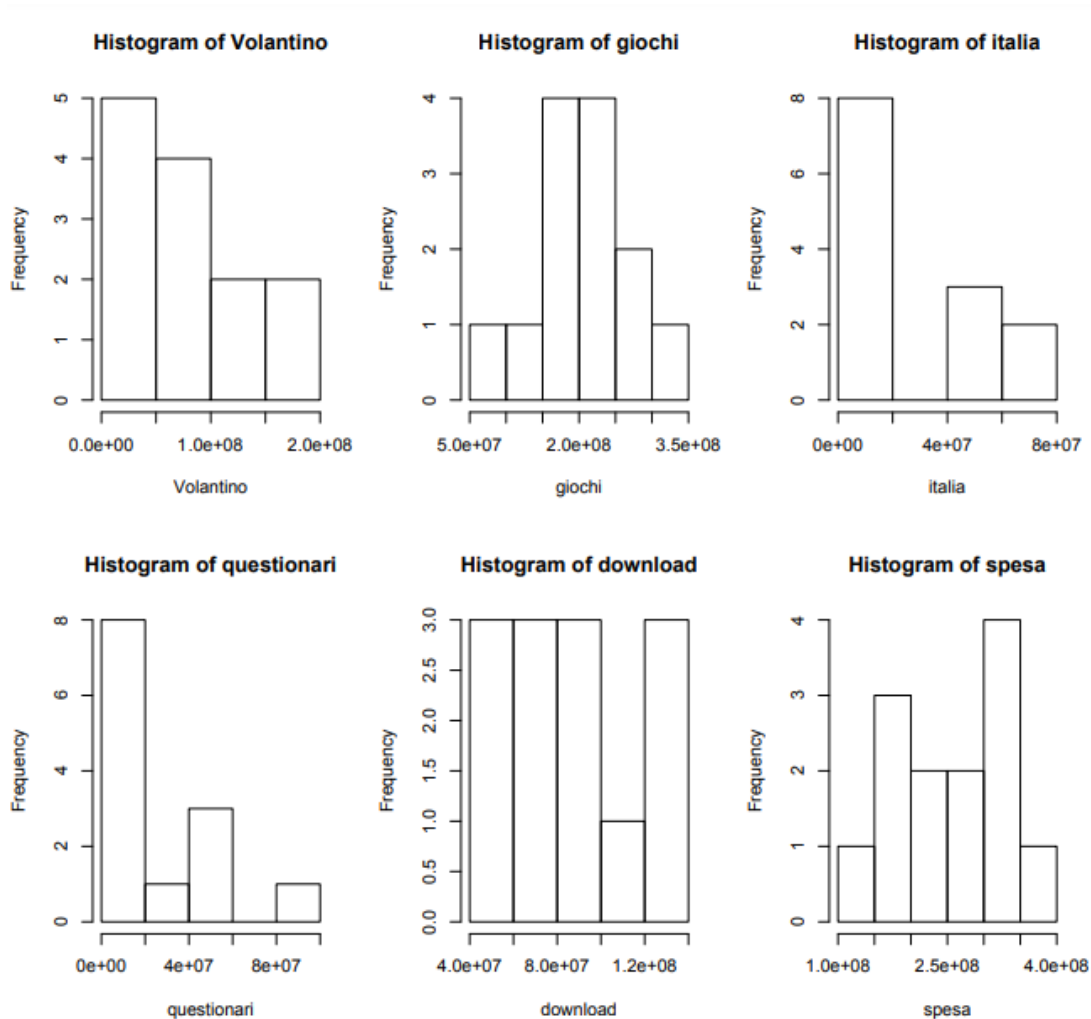 Histogram of Volantino
Frequency
0 1 2 3 4 5
0.0e+00 1.0e+08 2.0e+08
Volantino
Histogram of giochi
Frequency
0 1 2 3 4
5.0e+07 2.0e+08 3.5e+08
giochi
Histogram of italia
Frequency
0 2 4 6 8
0e+00 4e+07 8e+07
italia
Histogram of questionari
Frequency
0 2 4 6 8
0e+00 4e+07 8e+07
questionari
Histogram of download
Frequency
0.0 0.5 1.0 1.5 2.0 2.5 3.0
4.0e+07 8.0e+07 1.2e+08
download
Histogram of spesa
Frequency
0 1 2 3 4
1.0e+08 2.5e+08 4.0e+08
spesa